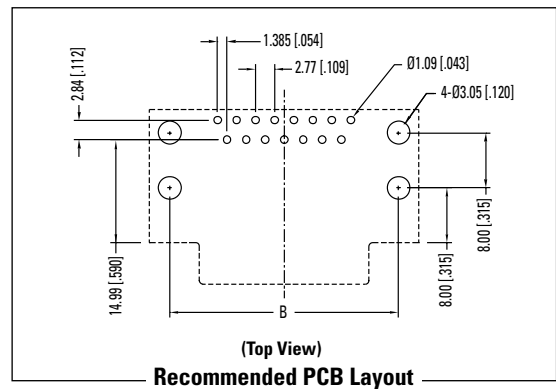 1.385 [.054]
2.77 [.109]
Ø1.09 [.043]
4-Ø3.05 [.120]
2.84 [.112]
14.99 [.590]
8.00 [.315]
8.00 [.315]
B
(Top View)
Recommended PCB Layout